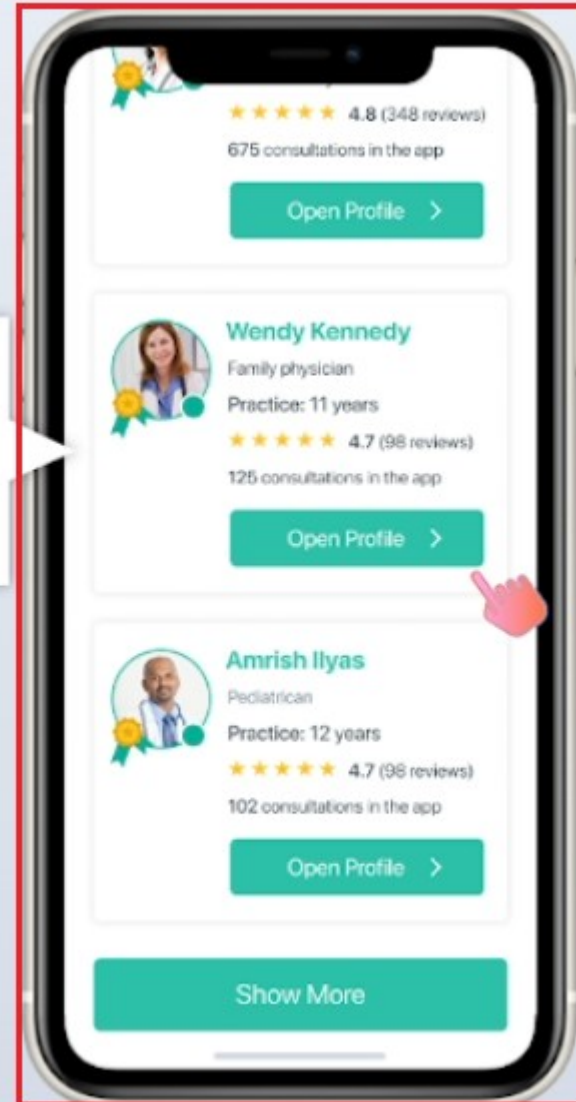 4.8 (348 reviews)
675 consultations in the app
Open Profile
Wendy Kennedy
Family physician
Practice: 11 years
4.7 (98 reviews)
125 consultations in the app
Open Profile
Amrish Ilyas
Pediatrican
Practice: 12 years
4.7 (98 reviews)
102 consultations in the app
Open Profile
Show More